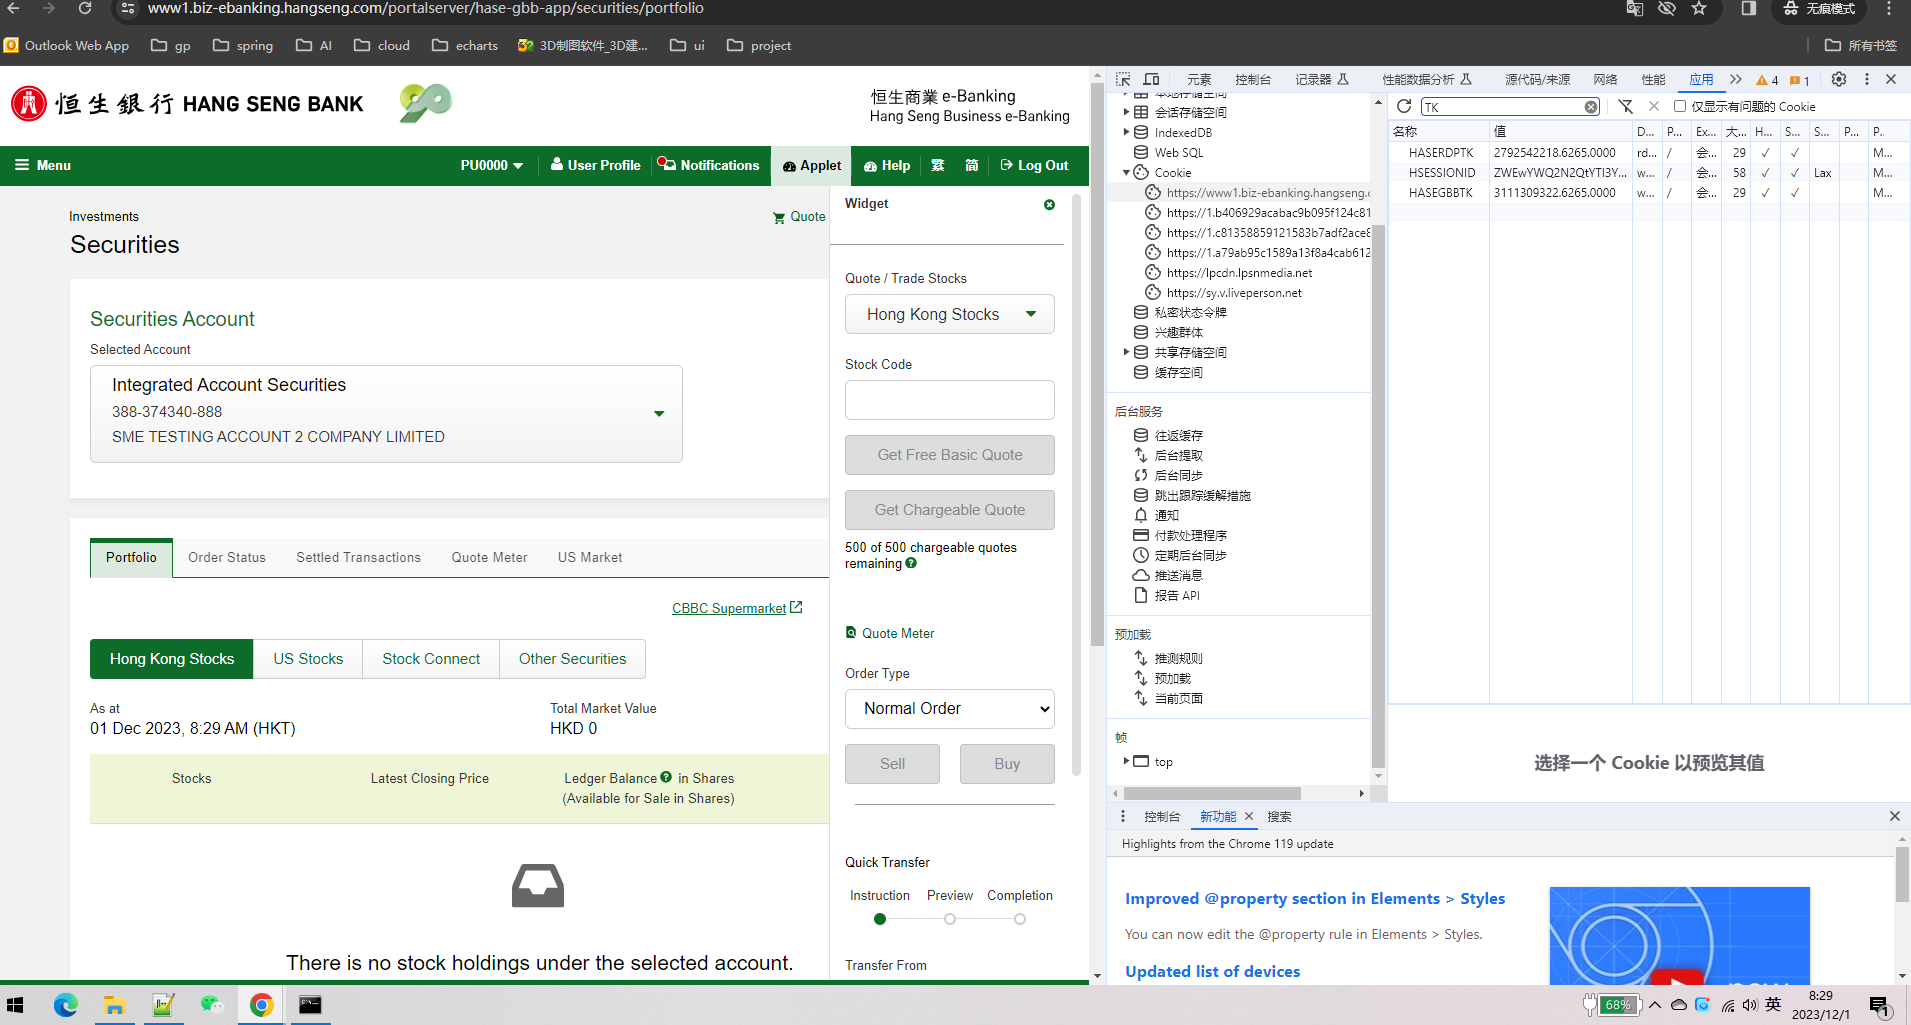 www1.biz-ebanking.hangseng.com/portalserver/hase-gbb-app/securities/portfolio
无痕模式
Outlook Web App
gp
spring
AI
cloud
echarts
3D制图软件_3D建...
ui
project
所有书签
恒生銀行 HANG SENG BANK
90
恒生商業 e-Banking
Hang Seng Business e-Banking
Menu
PU0000
User Profile
Notifications
Applet
Help
繁
简
Log Out
Investments
Quote
Securities
Securities Account
Selected Account
Integrated Account Securities
388-374340-888
SME TESTING ACCOUNT 2 COMPANY LIMITED
Portfolio
Order Status
Settled Transactions
Quote Meter
US Market
CBBC Supermarket
Hong Kong Stocks
US Stocks
Stock Connect
Other Securities
As at
01 Dec 2023, 8:29 AM (HKT)
Total Market Value
HKD 0
Stocks
Latest Closing Price
Ledger Balance in Shares
(Available for Sale in Shares)
There is no stock holdings under the selected account.
Widget
Quote / Trade Stocks
Hong Kong Stocks
Stock Code
Get Free Basic Quote
Get Chargeable Quote
500 of 500 chargeable quotes
remaining
Quote Meter
Order Type
Normal Order
Sell
Buy
Quick Transfer
Instruction
Preview
Completion
Transfer From
元素
控制台
记录器
性能数据分析
源代码/来源
网络
性能
应用
4
1
本地存储空间
会话存储空间
IndexedDB
Web SQL
Cookie
https://www1.biz-ebanking.hangseng.c
https://1.b406929acabac9b095f124c81
https://1.c81358859121583b7adf2ace8
https://1.a79ab95c1589a13f8a4cab612
https://lpcdn.lpsnmedia.net
https://sy.v.liveperson.net
私密状态令牌
兴趣群体
共享存储空间
缓存空间
后台服务
往返缓存
后台提取
后台同步
跳出跟踪缓解措施
通知
付款处理程序
定期后台同步
推送消息
报告 API
预加载
推测规则
预加载
当前页面
帧
top
TK
仅显示有问题的 Cookie
名称 值 D... P... Ex... 大... H... S... S... P... P.
HASERDPTK 2792542218.6265.0000 rd... / 会... 29 ✓ ✓ M...
HSESSIONID ZWEwYWQ2N2QtYTI3Y... w... / 会... 58 ✓ ✓ Lax M...
HASEGBBTK 3111309322.6265.0000 w... / 会... 29 ✓ ✓ M...
选择一个 Cookie 以预览其值
控制台
新功能
搜索
Highlights from the Chrome 119 update
Improved @property section in Elements > Styles
You can now edit the @property rule in Elements > Styles.
Updated list of devices
68%
英
8:29
2023/12/1
1